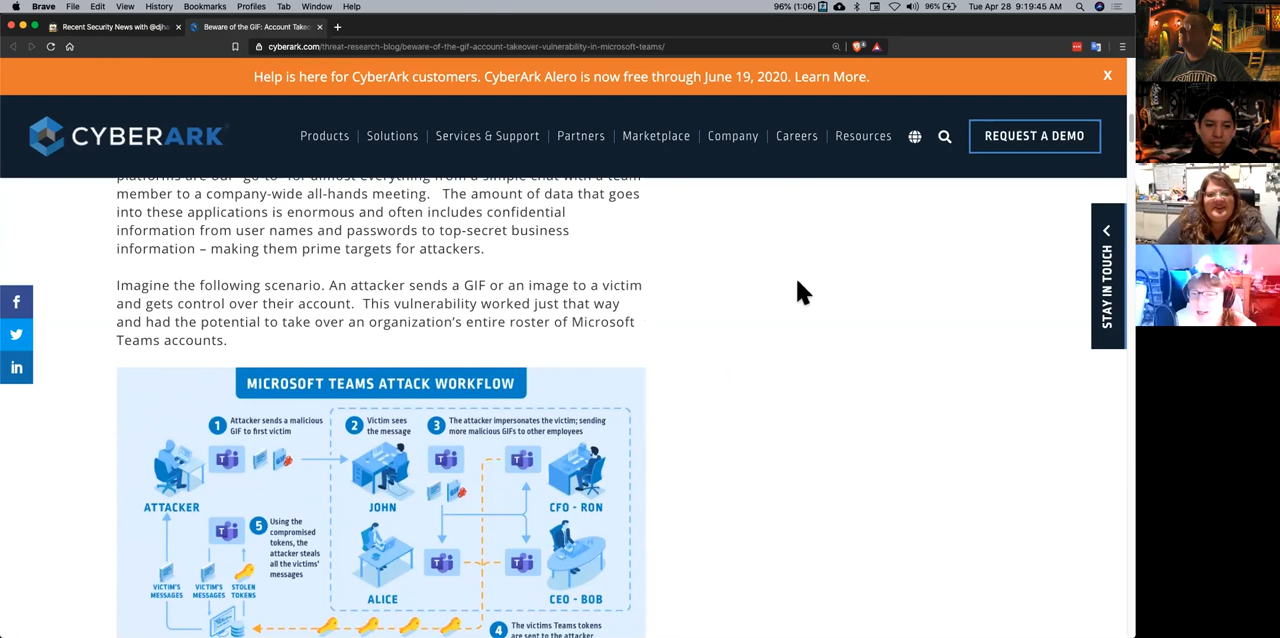 Brave File Edit View History Bookmarks Profiles Tab Window Help 96% (1:06) 96% Tue Apr 28 9:19:45 AM
Recent Security News with @djha × Beware of the GIF: Account Takeo × +
cyberark.com/threat-research-blog/beware-of-the-gif-account-takeover-vulnerability-in-microsoft-teams/
Help is here for CyberArk customers. CyberArk Alero is now free through June 19, 2020. Learn More. X
CYBERARK Products Solutions Services & Support Partners Marketplace Company Careers Resources REQUEST A DEMO
platforms are our "go-to" for almost everything from a simple chat with a team
member to a company-wide all-hands meeting. The amount of data that goes
into these applications is enormous and often includes confidential
information from user names and passwords to top-secret business
information – making them prime targets for attackers.
Imagine the following scenario. An attacker sends a GIF or an image to a victim
and gets control over their account. This vulnerability worked just that way
and had the potential to take over an organization's entire roster of Microsoft
Teams accounts.
STAY IN TOUCH
MICROSOFT TEAMS ATTACK WORKFLOW
1 Attacker sends a malicious
GIF to first victim
2 Victim sees
the message
3 The attacker impersonates the victim; sending
more malicious GIFs to other employees
ATTACKER
JOHN
CFO - RON
5 Using the
compromised
tokens, the
attacker steals
all the victims'
messages
VICTIM'S
MESSAGES
VICTIM'S
MESSAGES
STOLEN
TOKENS
ALICE
CEO - BOB
4 The victims Teams tokens
are sent to the attacker